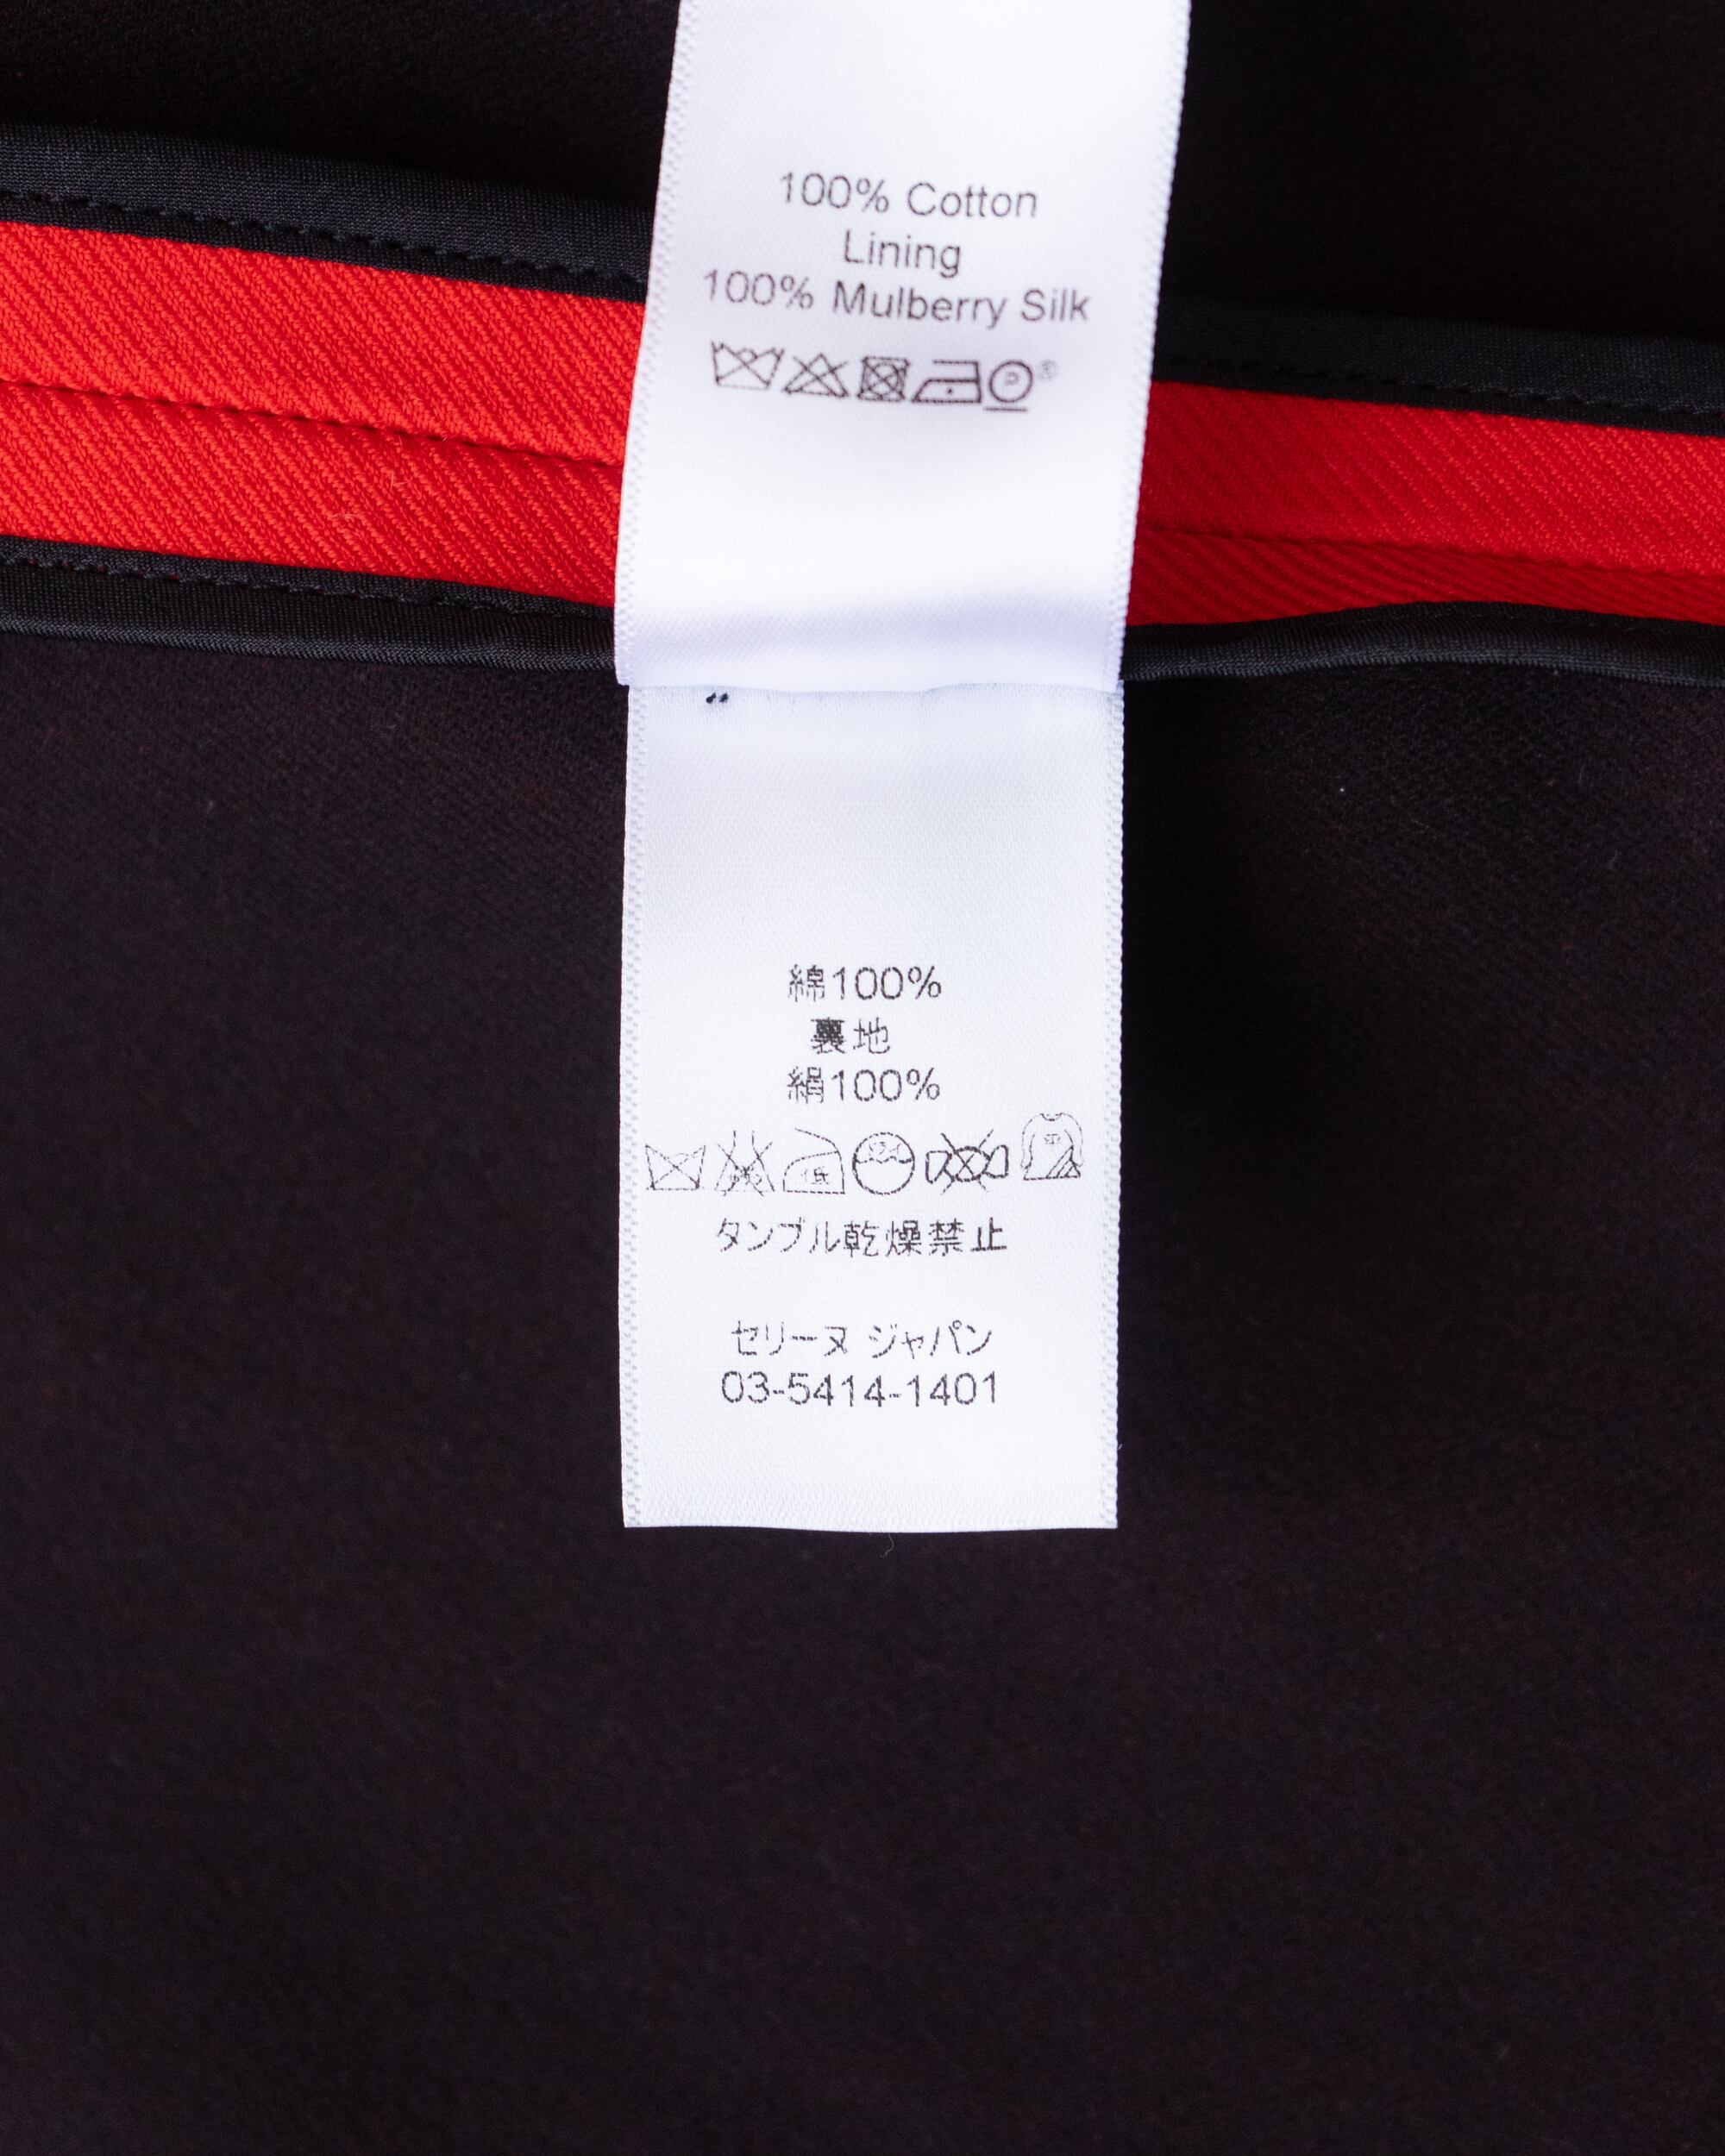 100% Cotton
Lining
100% Mulberry Silk
P
綿100%
裏地
絹100%
低
タンブル乾燥禁止
セリーヌ ジャパン
03-5414-1401